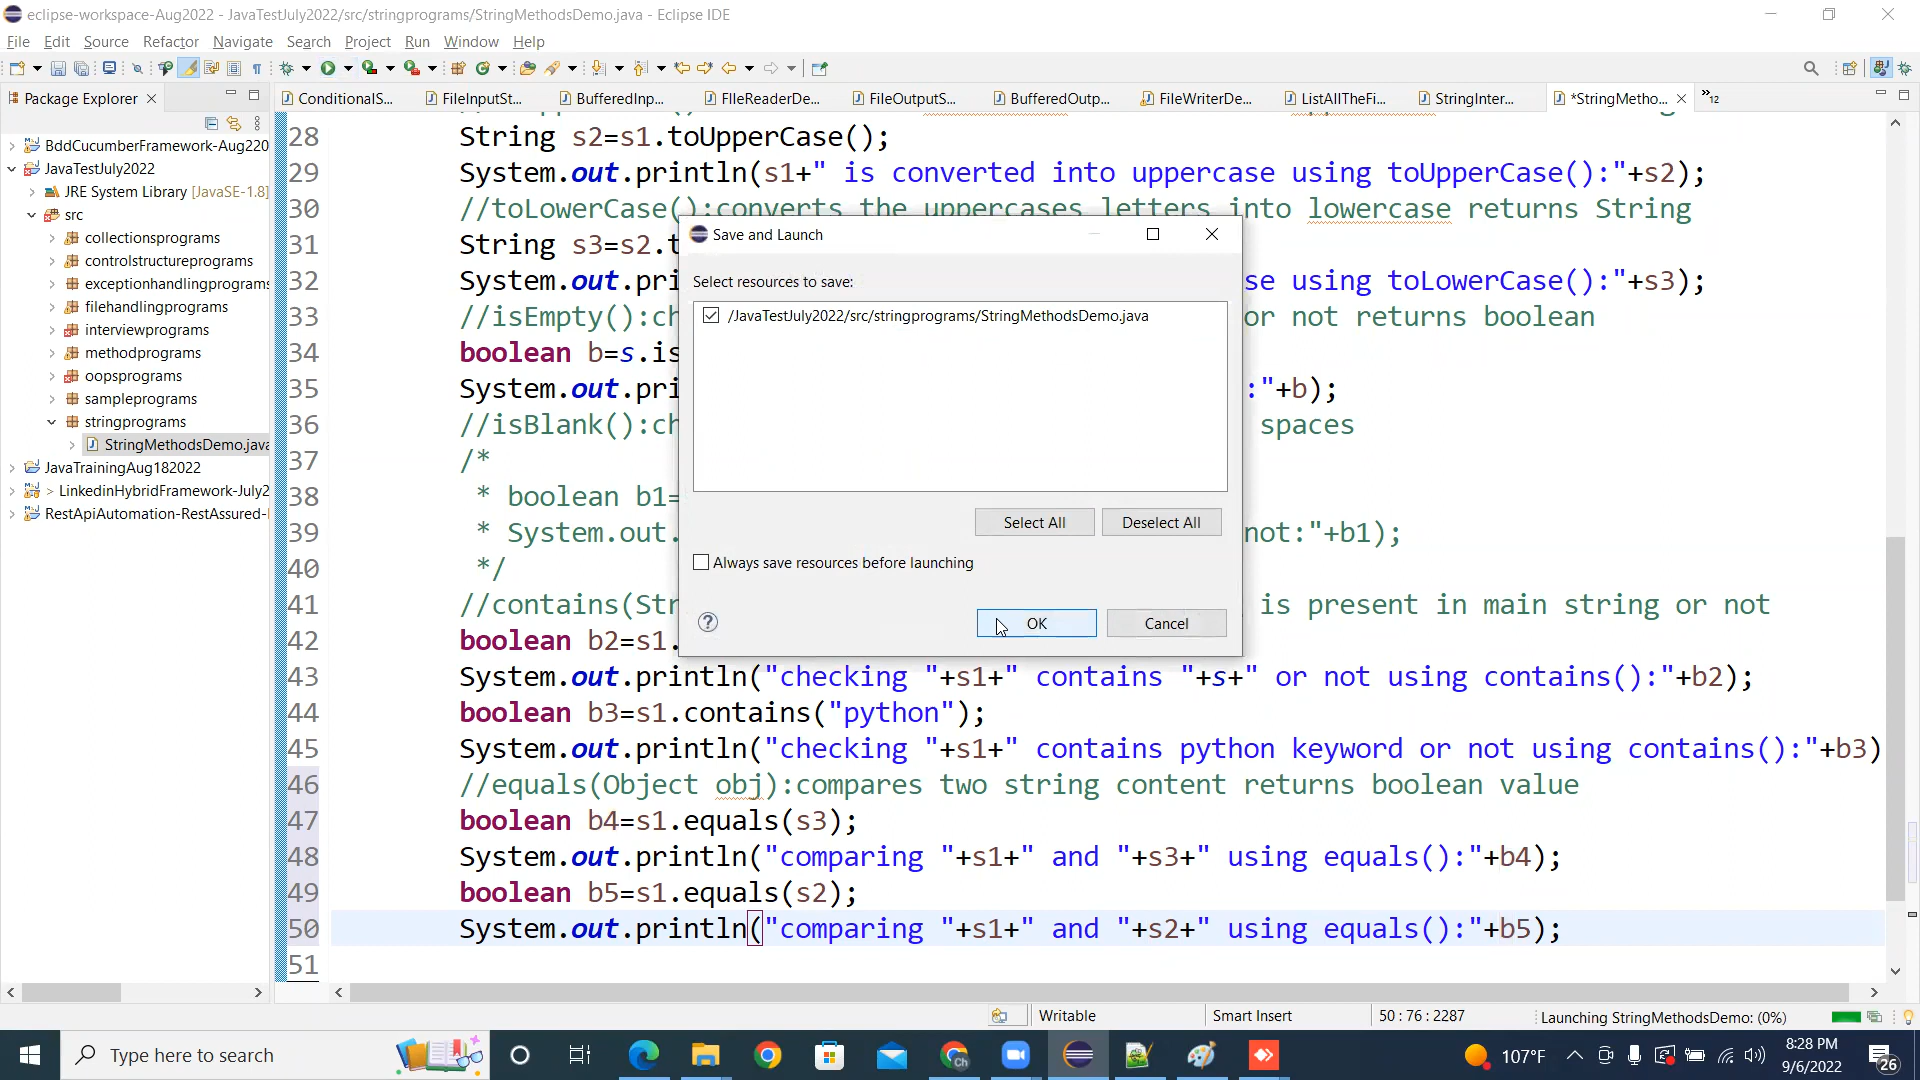 eclipse-workspace-Aug2022 - JavaTestJuly2022/src/stringprograms/StringMethodsDemo.java - Eclipse IDE
File Edit Source Refactor Navigate Search Project Run Window Help
Package Explorer
ConditionalS... FileInputStr... BufferedInp... FIleReaderDe... FileOutputS... BufferedOutp... FileWriterDe... ListAllTheFi... StringInter... *StringMetho... 12
BddCucumberFramework-Aug220
JavaTestJuly2022
JRE System Library [JavaSE-1.8]
src
collectionsprograms
controlstructureprograms
exceptionhandlingprograms
filehandlingprograms
interviewprograms
methodprograms
oopsprograms
sampleprograms
stringprograms
StringMethodsDemo.java
JavaTrainingAug182022
> LinkedinHybridFramework-July2
RestApiAutomation-RestAssured-
28 String s2=s1.toUpperCase();
29 System.out.println(s1+" is converted into uppercase using toUpperCase():"+s2);
30 //toLowerCase():converts the uppercases letters into lowercase returns String
31 String s3=s2.t
32 System.out.pri se using toLowerCase():"+s3);
33 //isEmpty():ch or not returns boolean
34 boolean b=s.is
35 System.out.pri :"+b);
36 //isBlank():ch spaces
37 /*
38 * boolean b1=
39 * System.out. not:"+b1);
40 */
41 //contains(Str is present in main string or not
42 boolean b2=s1.
43 System.out.println("checking "+s1+" contains "+s+" or not using contains():"+b2);
44 boolean b3=s1.contains("python");
45 System.out.println("checking "+s1+" contains python keyword or not using contains():"+b3)
46 //equals(Object obj):compares two string content returns boolean value
47 boolean b4=s1.equals(s3);
48 System.out.println("comparing "+s1+" and "+s3+" using equals():"+b4);
49 boolean b5=s1.equals(s2);
50 System.out.println("comparing "+s1+" and "+s2+" using equals():"+b5);
51
Save and Launch
Select resources to save:
/JavaTestJuly2022/src/stringprograms/StringMethodsDemo.java
Select All Deselect All
Always save resources before launching
OK Cancel
Writable Smart Insert 50 : 76 : 2287 Launching StringMethodsDemo: (0%)
Type here to search
107°F
8:28 PM
9/6/2022
26